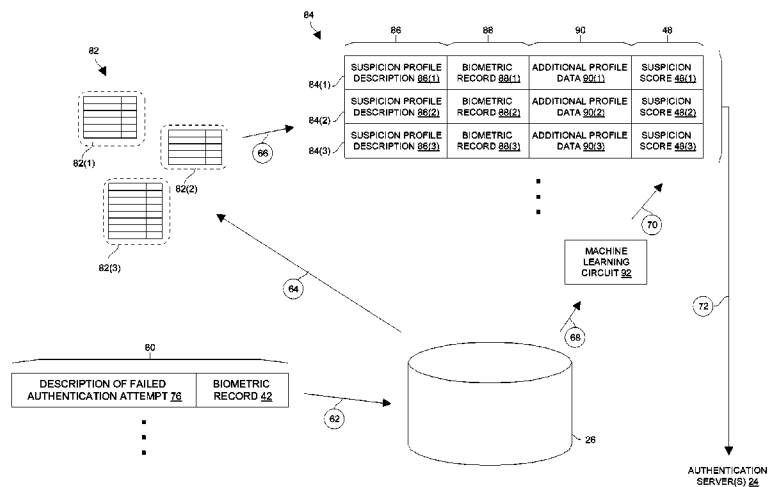 84
86
88
90
48
82
84(1)
SUSPICION PROFILE
DESCRIPTION 86(1)
BIOMETRIC
RECORD 88(1)
ADDITIONAL PROFILE
DATA 90(1)
SUSPICION
SCORE 48(1)
84(2)
SUSPICION PROFILE
DESCRIPTION 86(2)
BIOMETRIC
RECORD 88(2)
ADDITIONAL PROFILE
DATA 90(2)
SUSPICION
SCORE 48(2)
84(3)
SUSPICION PROFILE
DESCRIPTION 86(3)
BIOMETRIC
RECORD 88(3)
ADDITIONAL PROFILE
DATA 90(3)
SUSPICION
SCORE 48(3)
82(1)
82(2)
66
82(3)
70
MACHINE
LEARNING
CIRCUIT 92
64
68
72
80
DESCRIPTION OF FAILED
AUTHENTICATION ATTEMPT 76
BIOMETRIC
RECORD 42
62
26
AUTHENTICATION
SERVER(S) 24